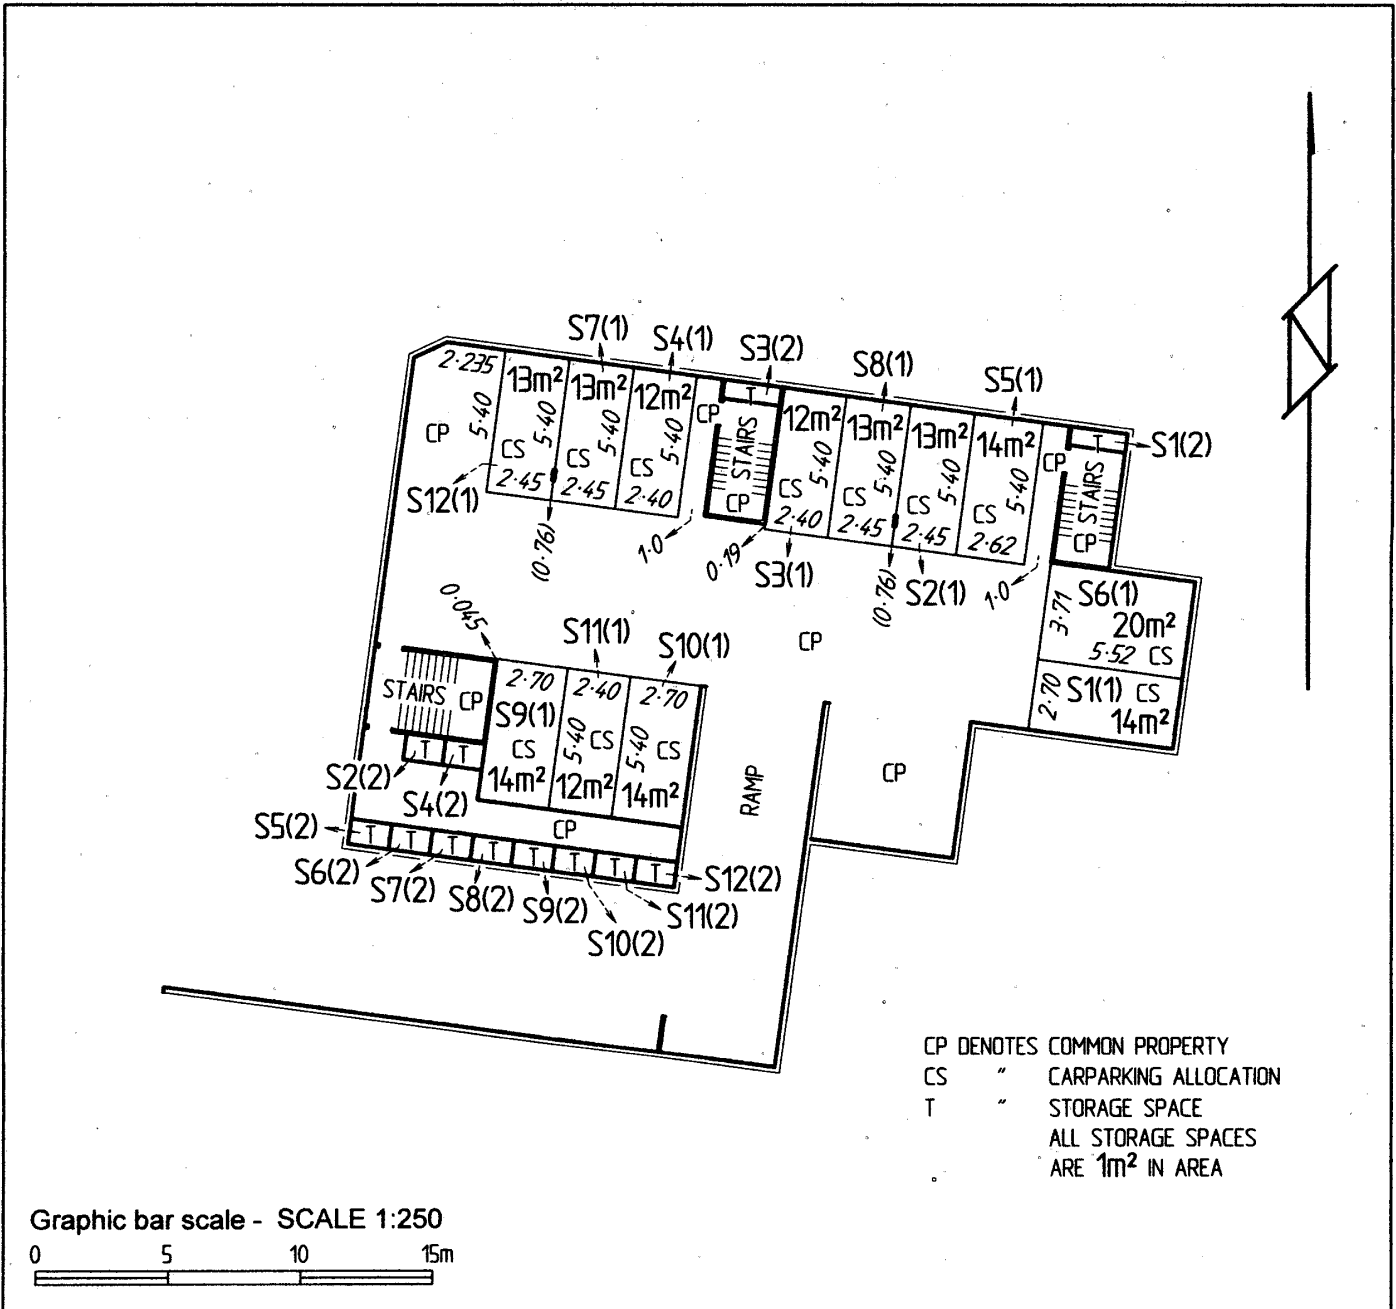 S7(1)
S4(1)
S3(2)
S8(1)
S5(1)
2·235
13m²
13m²
12m²
T
12m²
13m²
13m²
14m²
T
S1(2)
CP
5·40
5·40
5·40
5·40
CP
STAIRS
5·40
5·40
5·40
5·40
CP
STAIRS
CS
CS
CS
CP
CS
CS
CS
CS
CP
2·45
2·45
2·40
2·40
2·45
2·45
2·62
S12(1)
(0·76)
1·0
0·19
S3(1)
(0·76)
S2(1)
1·0
3·71
S6(1)
20m²
5·52 CS
0·045
S11(1)
S10(1)
CP
2·70
S1(1) CS
14m²
STAIRS
CP
2·70
2·40
2·70
S9(1)
CS
5·40
CS
5·40
CS
14m²
12m²
14m²
T
T
S2(2)
S4(2)
RAMP
CP
CP
S5(2)
T
T
T
T
T
T
T
T
S12(2)
S6(2)
S7(2)
S8(2)
S9(2)
S10(2)
S11(2)
CP DENOTES COMMON PROPERTY
CS " CARPARKING ALLOCATION
T " STORAGE SPACE
ALL STORAGE SPACES
ARE 1m² IN AREA
Graphic bar scale - SCALE 1:250
0 5 10 15m